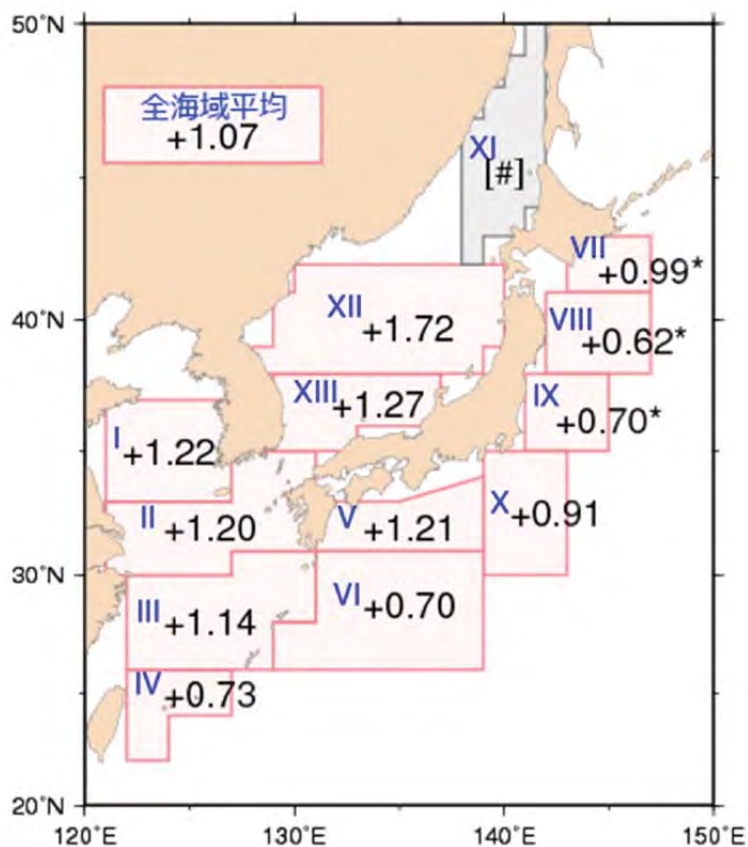 50°N
全海域平均
+1.07
XI
[#]
VII
+0.99*
XII
+1.72
VIII
+0.62*
40°N
XIII
+1.27
IX
+0.70*
I
+1.22
II
+1.20
V
+1.21
X
+0.91
30°N
III
+1.14
VI
+0.70
IV
+0.73
20°N
120°E 130°E 140°E 150°E